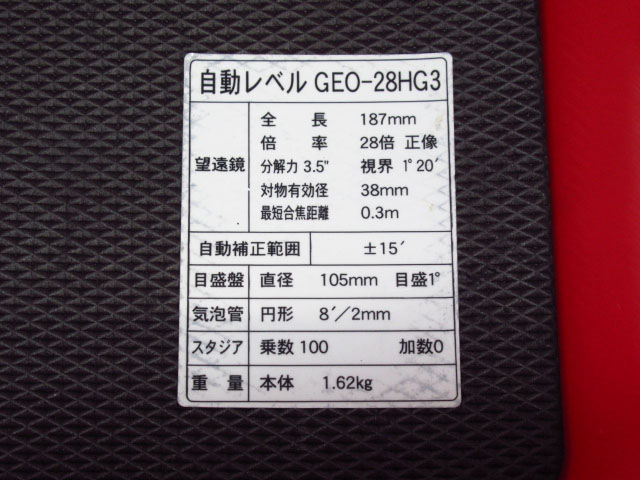 自動レベル GEO-28HG3
望遠鏡
全長 187mm
倍率 28倍 正像
分解力 3.5" 視界 1°20′
対物有効径 38mm
最短合焦距離 0.3m
自動補正範囲 ±15′
目盛盤 直径 105mm 目盛1°
気泡管 円形 8′／2mm
スタジア 乗数100 加数0
重量 本体 1.62kg